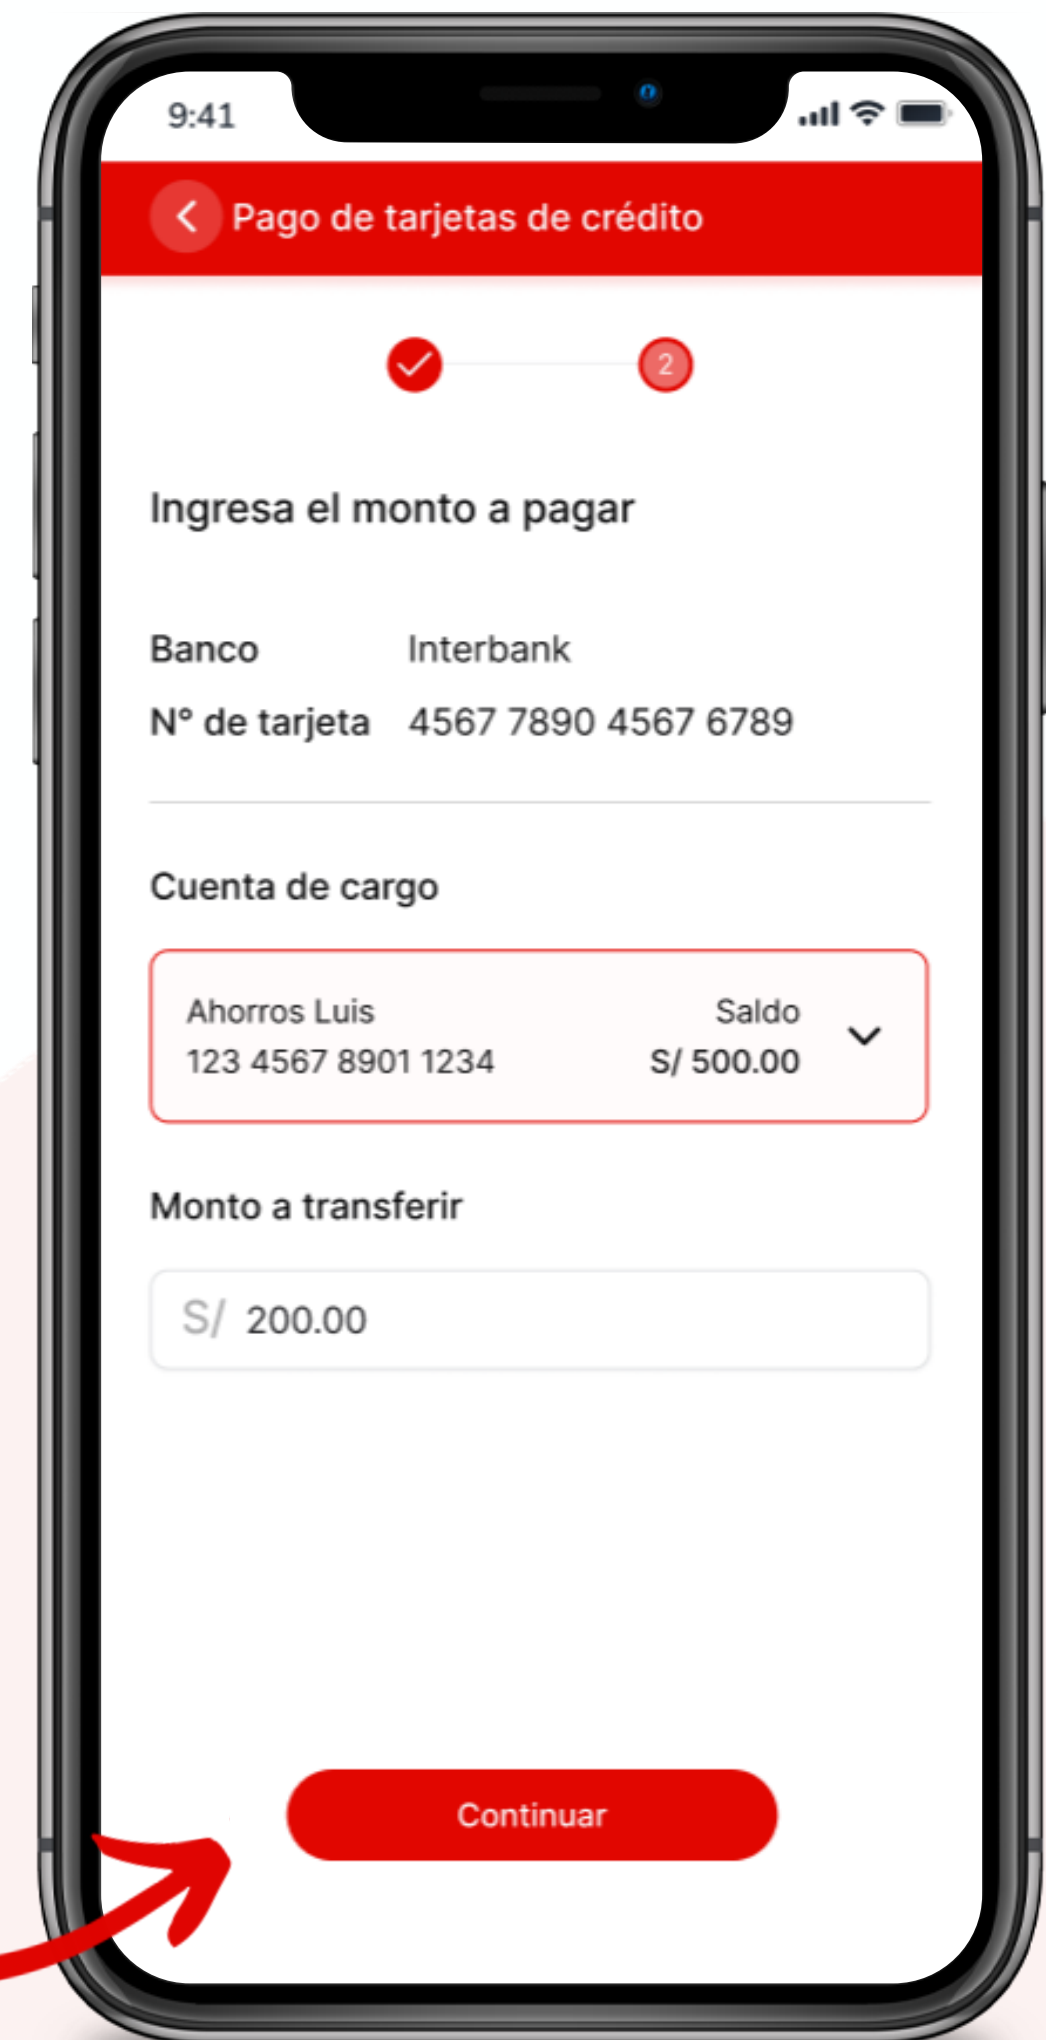 9:41
Pago de tarjetas de crédito
2
Ingresa el monto a pagar
Banco Interbank
N° de tarjeta 4567 7890 4567 6789
Cuenta de cargo
Ahorros Luis Saldo
123 4567 8901 1234 S/ 500.00
Monto a transferir
S/ 200.00
Continuar